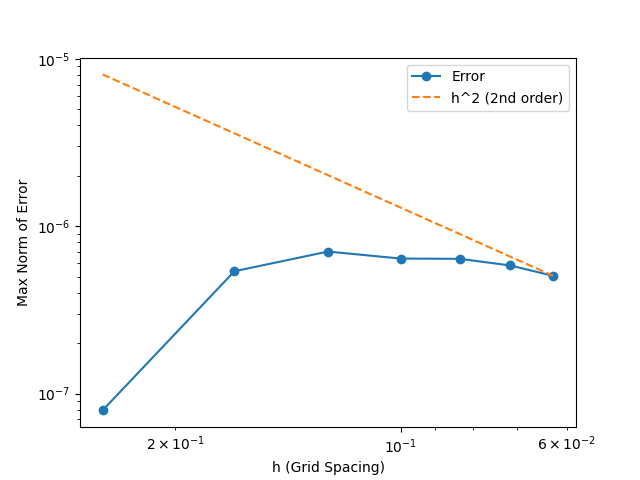 10^-5
10^-6
10^-7
Max Norm of Error
Error
h^2 (2nd order)
2 × 10^-1
10^-1
6 × 10^-2
h (Grid Spacing)